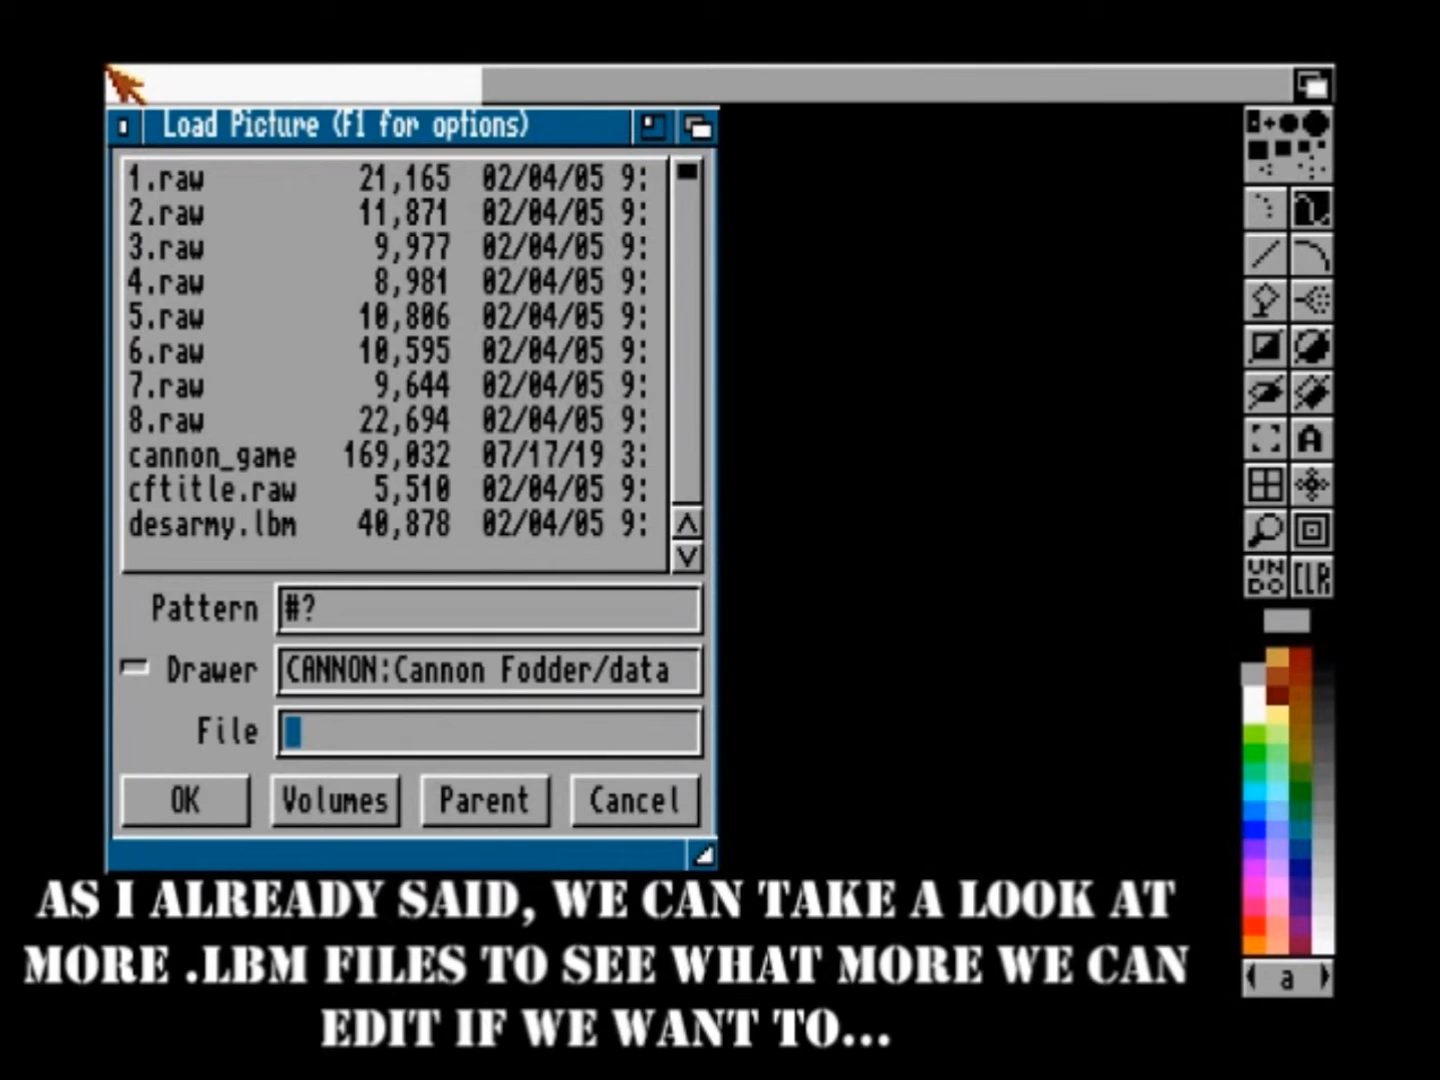 Load Picture (F1 for options)
1.raw 21,165 02/04/05 9:
2.raw 11,871 02/04/05 9:
3.raw 9,977 02/04/05 9:
4.raw 8,981 02/04/05 9:
5.raw 10,806 02/04/05 9:
6.raw 10,595 02/04/05 9:
7.raw 9,644 02/04/05 9:
8.raw 22,694 02/04/05 9:
cannon_game 169,032 07/17/19 3:
cftitle.raw 5,510 02/04/05 9:
desarmy.lbm 40,878 02/04/05 9:
Pattern #?
Drawer CANNON:Cannon Fodder/data
File
OK Volumes Parent Cancel
A
UNDO CLR
a
AS I ALREADY SAID, WE CAN TAKE A LOOK AT
MORE .LBM FILES TO SEE WHAT MORE WE CAN
EDIT IF WE WANT TO...